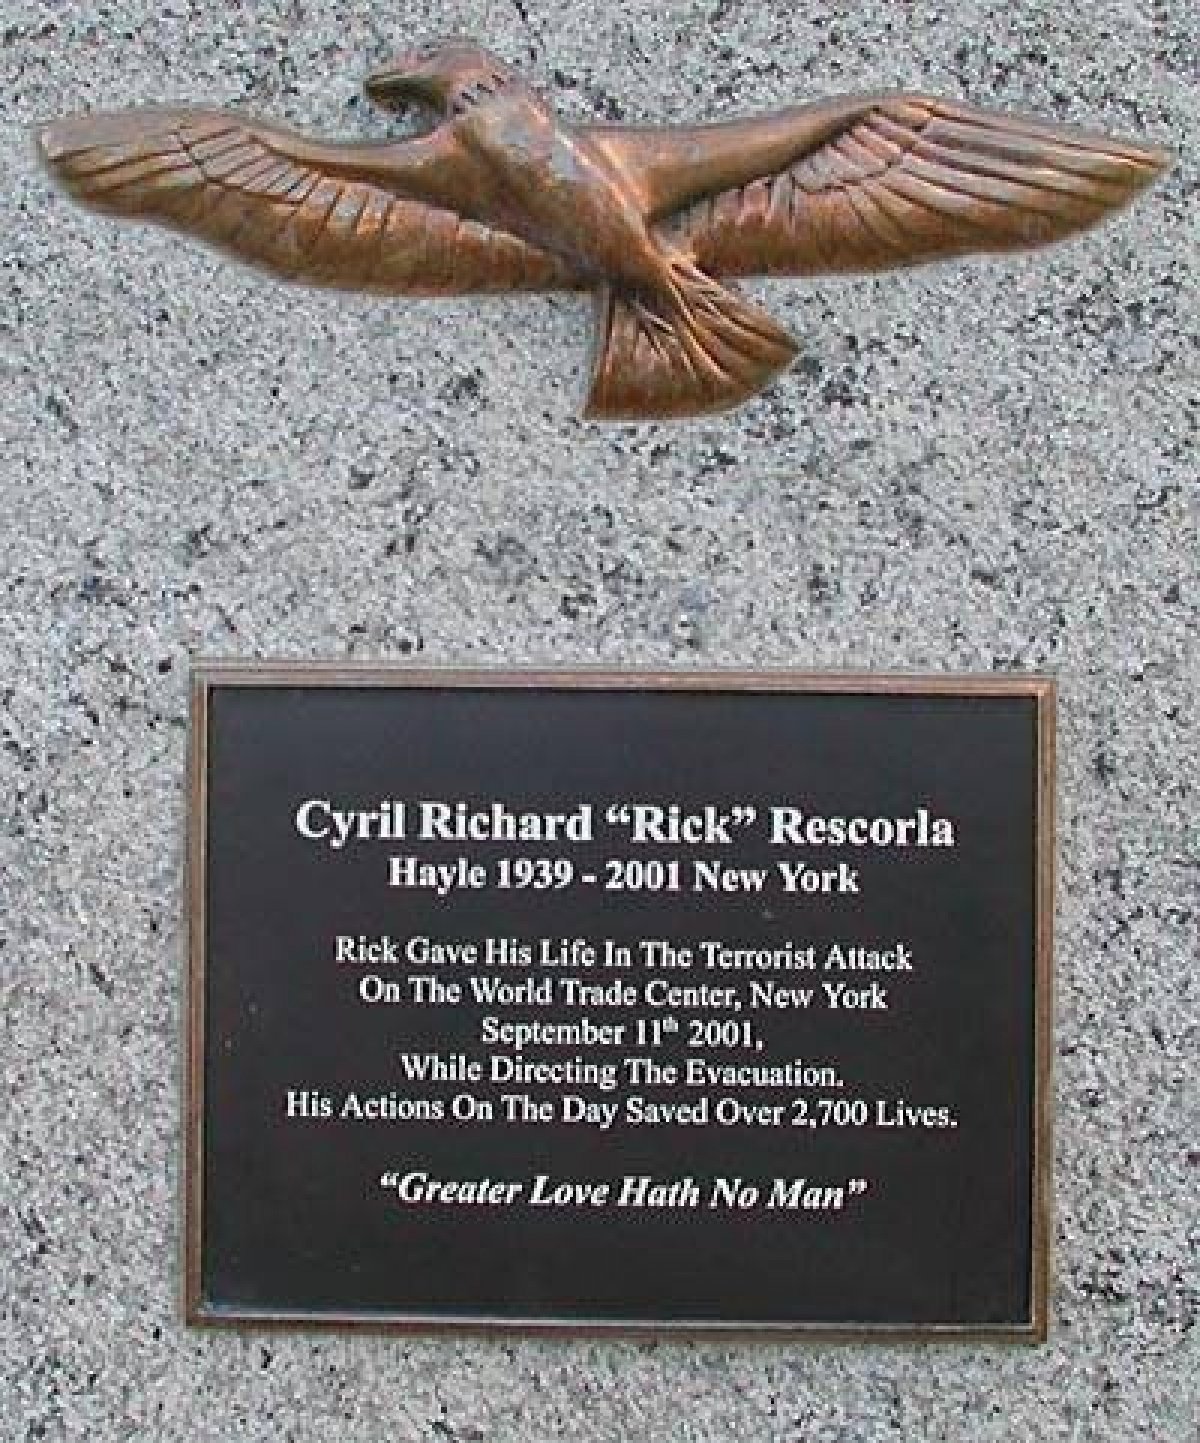 Cyril Richard “Rick” Rescorla
Hayle 1939 - 2001 New York
Rick Gave His Life In The Terrorist Attack
On The World Trade Center, New York
September 11th 2001,
While Directing The Evacuation.
His Actions On The Day Saved Over 2,700 Lives.
“Greater Love Hath No Man”